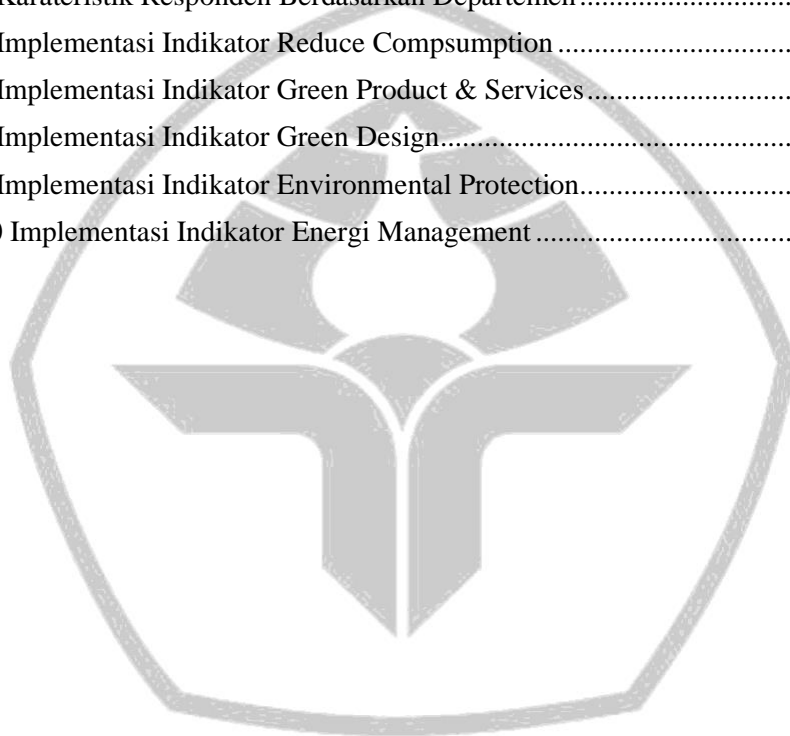 Karateristik Responden Berdasarkan Departemen..............................
Implementasi Indikator Reduce Compsumption..............................
Implementasi Indikator Green Product & Services..............................
Implementasi Indikator Green Design..............................
Implementasi Indikator Environmental Protection..............................
Implementasi Indikator Energi Management..............................